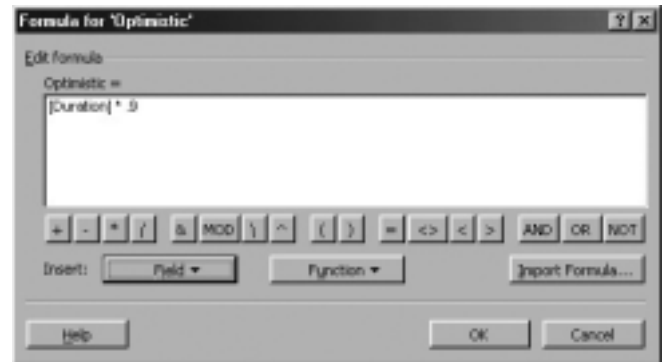 Formula for 'Optimistic'
Edit formula
Optimistic =
[Duration] * .9
+ - * / & MOD \ ^ ( ) = <> < > AND OR NOT
Insert: Field Function Import Formula...
Help OK Cancel